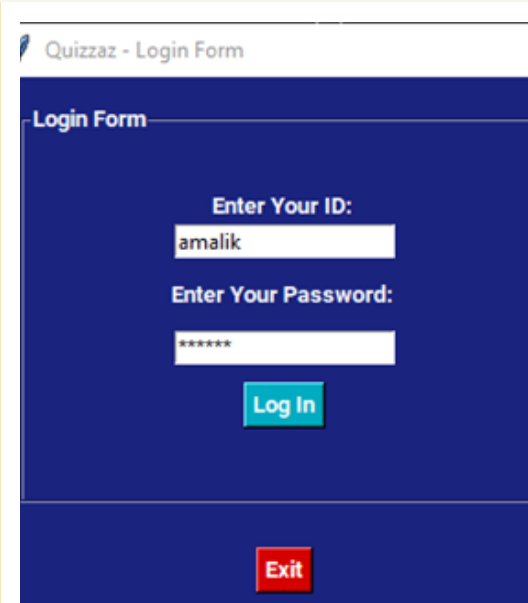 Quizzaz - Login Form
Login Form
Enter Your ID:
amalik
Enter Your Password:
******
Log In
Exit